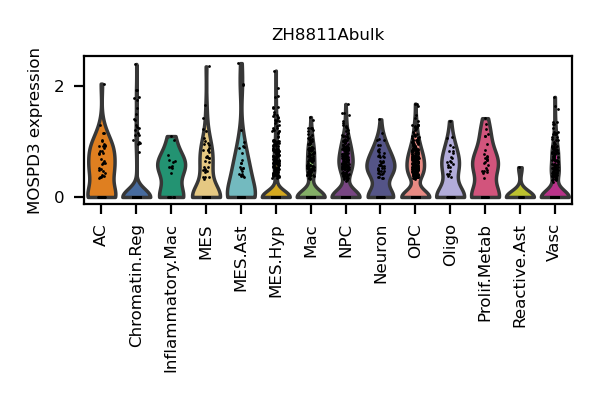 ZH8811Abulk
MOSPD3 expression
2
0
AC
Chromatin.Reg
Inflammatory.Mac
MES
MES.Ast
MES.Hyp
Mac
NPC
Neuron
OPC
Oligo
Prolif.Metab
Reactive.Ast
Vasc